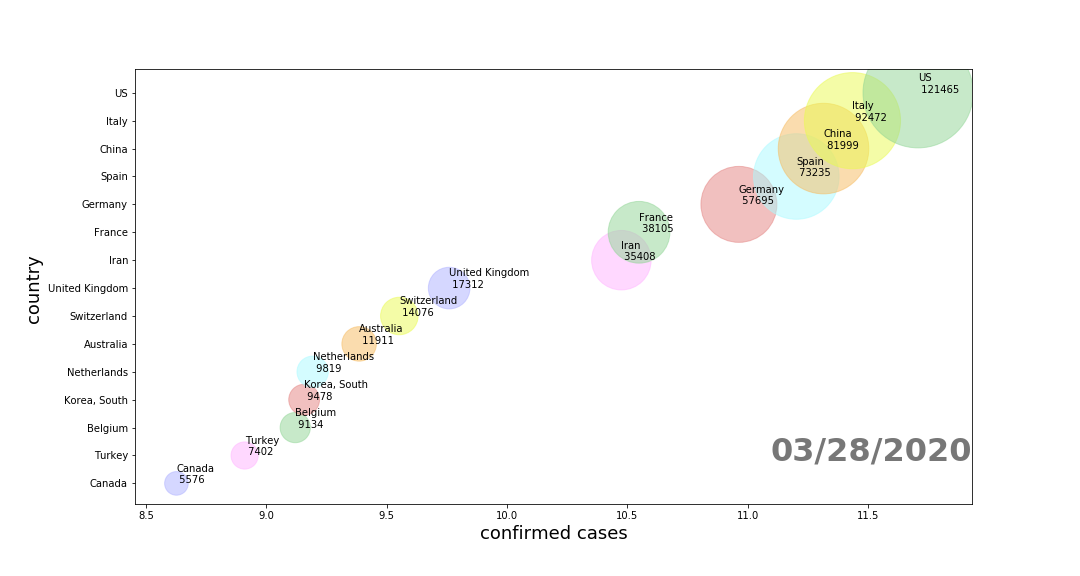 US
Italy
China
Spain
Germany
France
Iran
United Kingdom
Switzerland
Australia
Netherlands
Korea, South
Belgium
Turkey
Canada
country
US
121465
Italy
92472
China
81999
Spain
73235
Germany
57695
France
38105
Iran
35408
United Kingdom
17312
Switzerland
14076
Australia
11911
Netherlands
9819
Korea, South
9478
Belgium
9134
Turkey
7402
Canada
5576
03/28/2020
8.5 9.0 9.5 10.0 10.5 11.0 11.5
confirmed cases